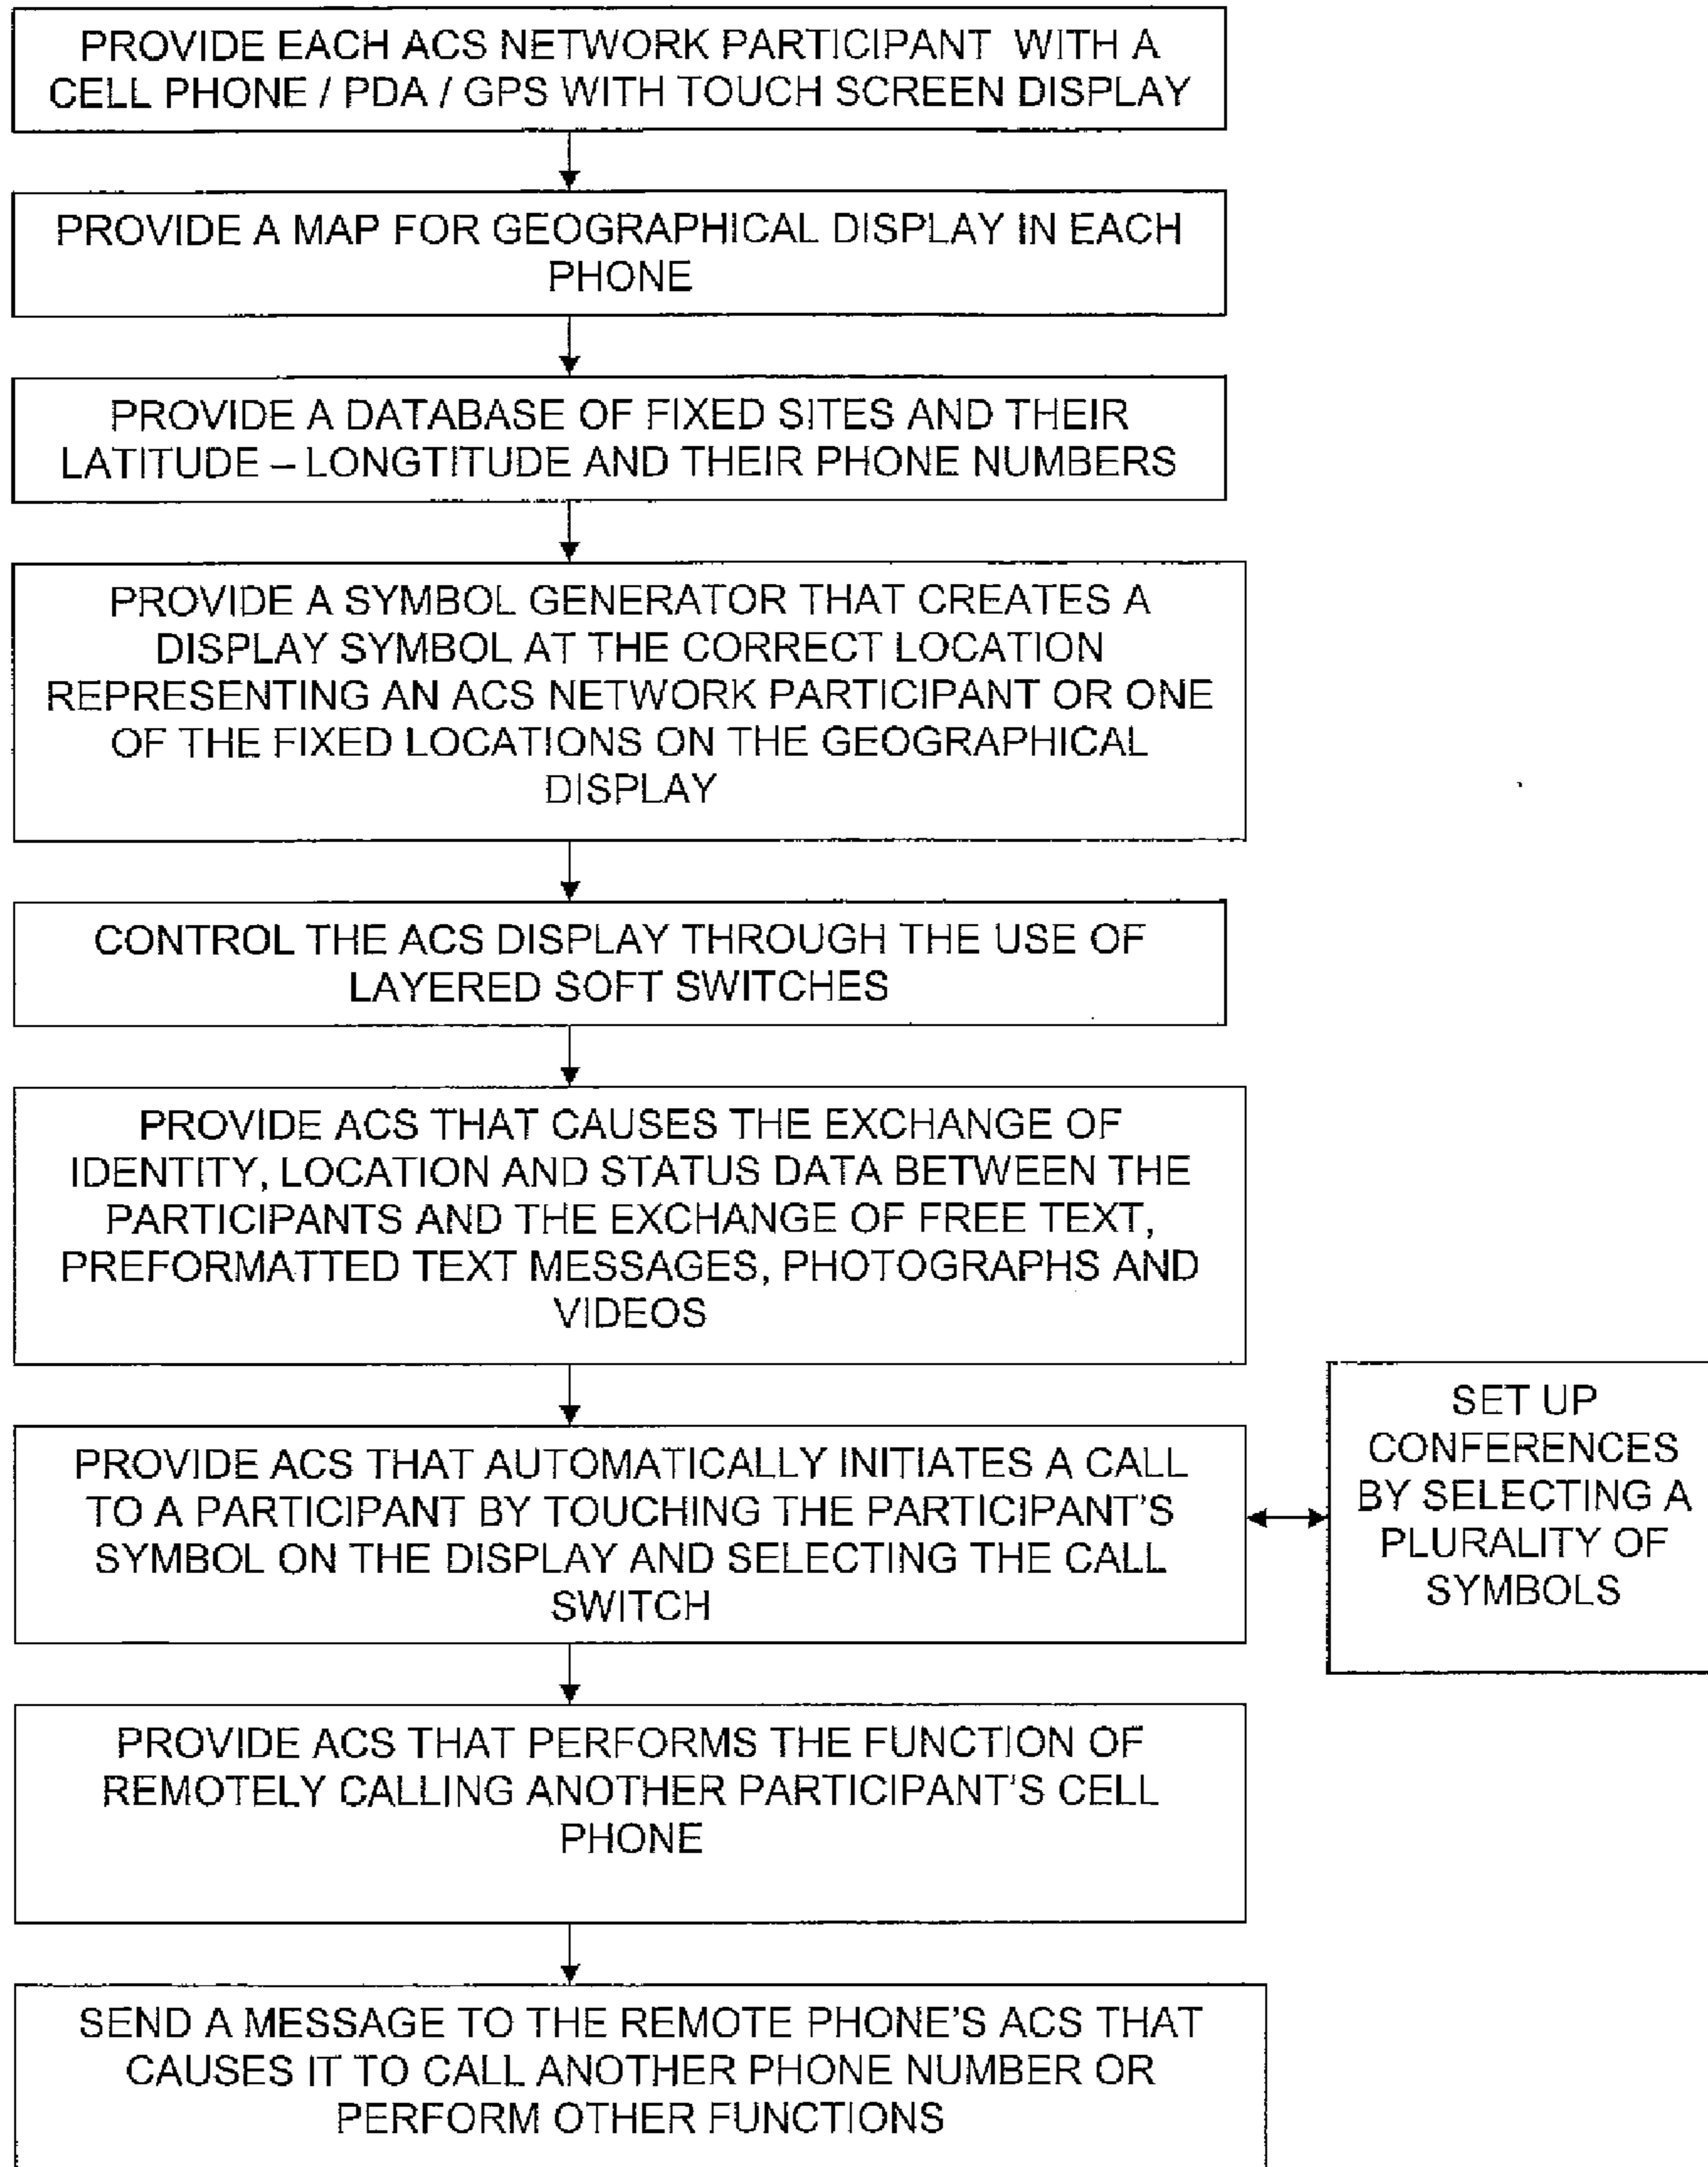 PROVIDE EACH ACS NETWORK PARTICIPANT WITH A
CELL PHONE / PDA / GPS WITH TOUCH SCREEN DISPLAY
PROVIDE A MAP FOR GEOGRAPHICAL DISPLAY IN EACH
PHONE
PROVIDE A DATABASE OF FIXED SITES AND THEIR
LATITUDE – LONGTITUDE AND THEIR PHONE NUMBERS
PROVIDE A SYMBOL GENERATOR THAT CREATES A
DISPLAY SYMBOL AT THE CORRECT LOCATION
REPRESENTING AN ACS NETWORK PARTICIPANT OR ONE
OF THE FIXED LOCATIONS ON THE GEOGRAPHICAL
DISPLAY
CONTROL THE ACS DISPLAY THROUGH THE USE OF
LAYERED SOFT SWITCHES
PROVIDE ACS THAT CAUSES THE EXCHANGE OF
IDENTITY, LOCATION AND STATUS DATA BETWEEN THE
PARTICIPANTS AND THE EXCHANGE OF FREE TEXT,
PREFORMATTED TEXT MESSAGES, PHOTOGRAPHS AND
VIDEOS
PROVIDE ACS THAT AUTOMATICALLY INITIATES A CALL
TO A PARTICIPANT BY TOUCHING THE PARTICIPANT'S
SYMBOL ON THE DISPLAY AND SELECTING THE CALL
SWITCH
SET UP
CONFERENCES
BY SELECTING A
PLURALITY OF
SYMBOLS
PROVIDE ACS THAT PERFORMS THE FUNCTION OF
REMOTELY CALLING ANOTHER PARTICIPANT'S CELL
PHONE
SEND A MESSAGE TO THE REMOTE PHONE'S ACS THAT
CAUSES IT TO CALL ANOTHER PHONE NUMBER OR
PERFORM OTHER FUNCTIONS